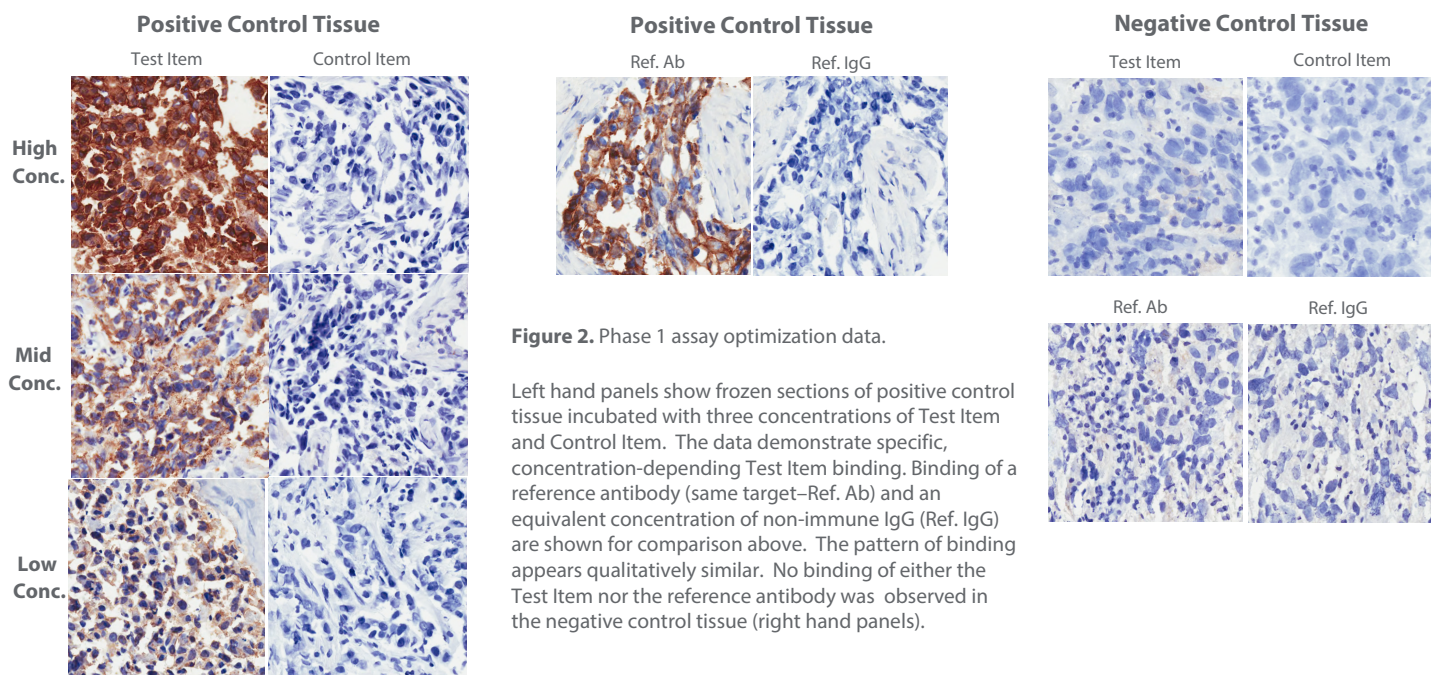 Positive Control Tissue
Test Item
Control Item
High
Conc.
Mid
Conc.
Low
Conc.
Positive Control Tissue
Ref. Ab
Ref. IgG
Figure 2. Phase 1 assay optimization data.
Left hand panels show frozen sections of positive control
tissue incubated with three concentrations of Test Item
and Control Item. The data demonstrate specific,
concentration-depending Test Item binding. Binding of a
reference antibody (same target–Ref. Ab) and an
equivalent concentration of non-immune IgG (Ref. IgG)
are shown for comparison above. The pattern of binding
appears qualitatively similar. No binding of either the
Test Item nor the reference antibody was observed in
the negative control tissue (right hand panels).
Negative Control Tissue
Test Item
Control Item
Ref. Ab
Ref. IgG